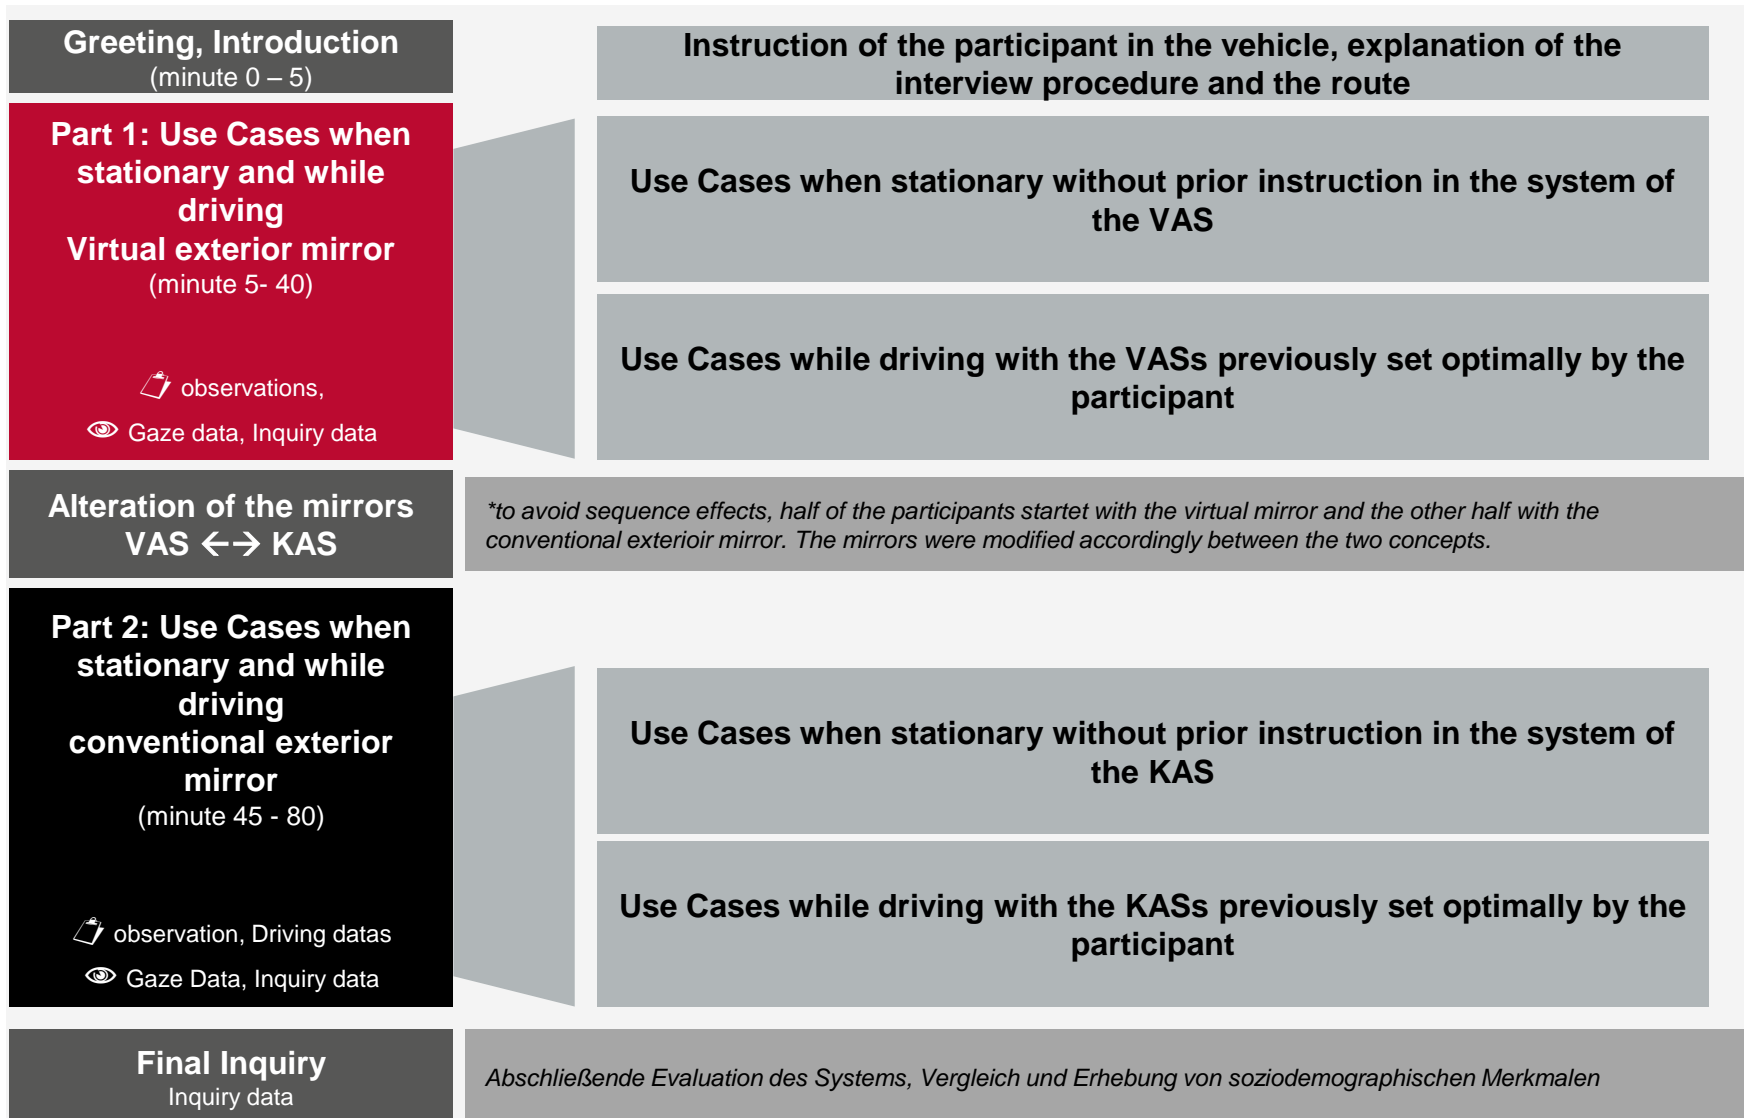 Greeting, Introduction
(minute 0 – 5)
Instruction of the participant in the vehicle, explanation of the
interview procedure and the route
Part 1: Use Cases when
stationary and while
driving
Virtual exterior mirror
(minute 5- 40)
observations,
Gaze data, Inquiry data
Use Cases when stationary without prior instruction in the system of
the VAS
Use Cases while driving with the VASs previously set optimally by the
participant
Alteration of the mirrors
VAS ←→ KAS
*to avoid sequence effects, half of the participants startet with the virtual mirror and the other half with the
conventional exterioir mirror. The mirrors were modified accordingly between the two concepts.
Part 2: Use Cases when
stationary and while
driving
conventional exterior
mirror
(minute 45 - 80)
observation, Driving datas
Gaze Data, Inquiry data
Use Cases when stationary without prior instruction in the system of
the KAS
Use Cases while driving with the KASs previously set optimally by the
participant
Final Inquiry
Inquiry data
Abschließende Evaluation des Systems, Vergleich und Erhebung von soziodemographischen Merkmalen